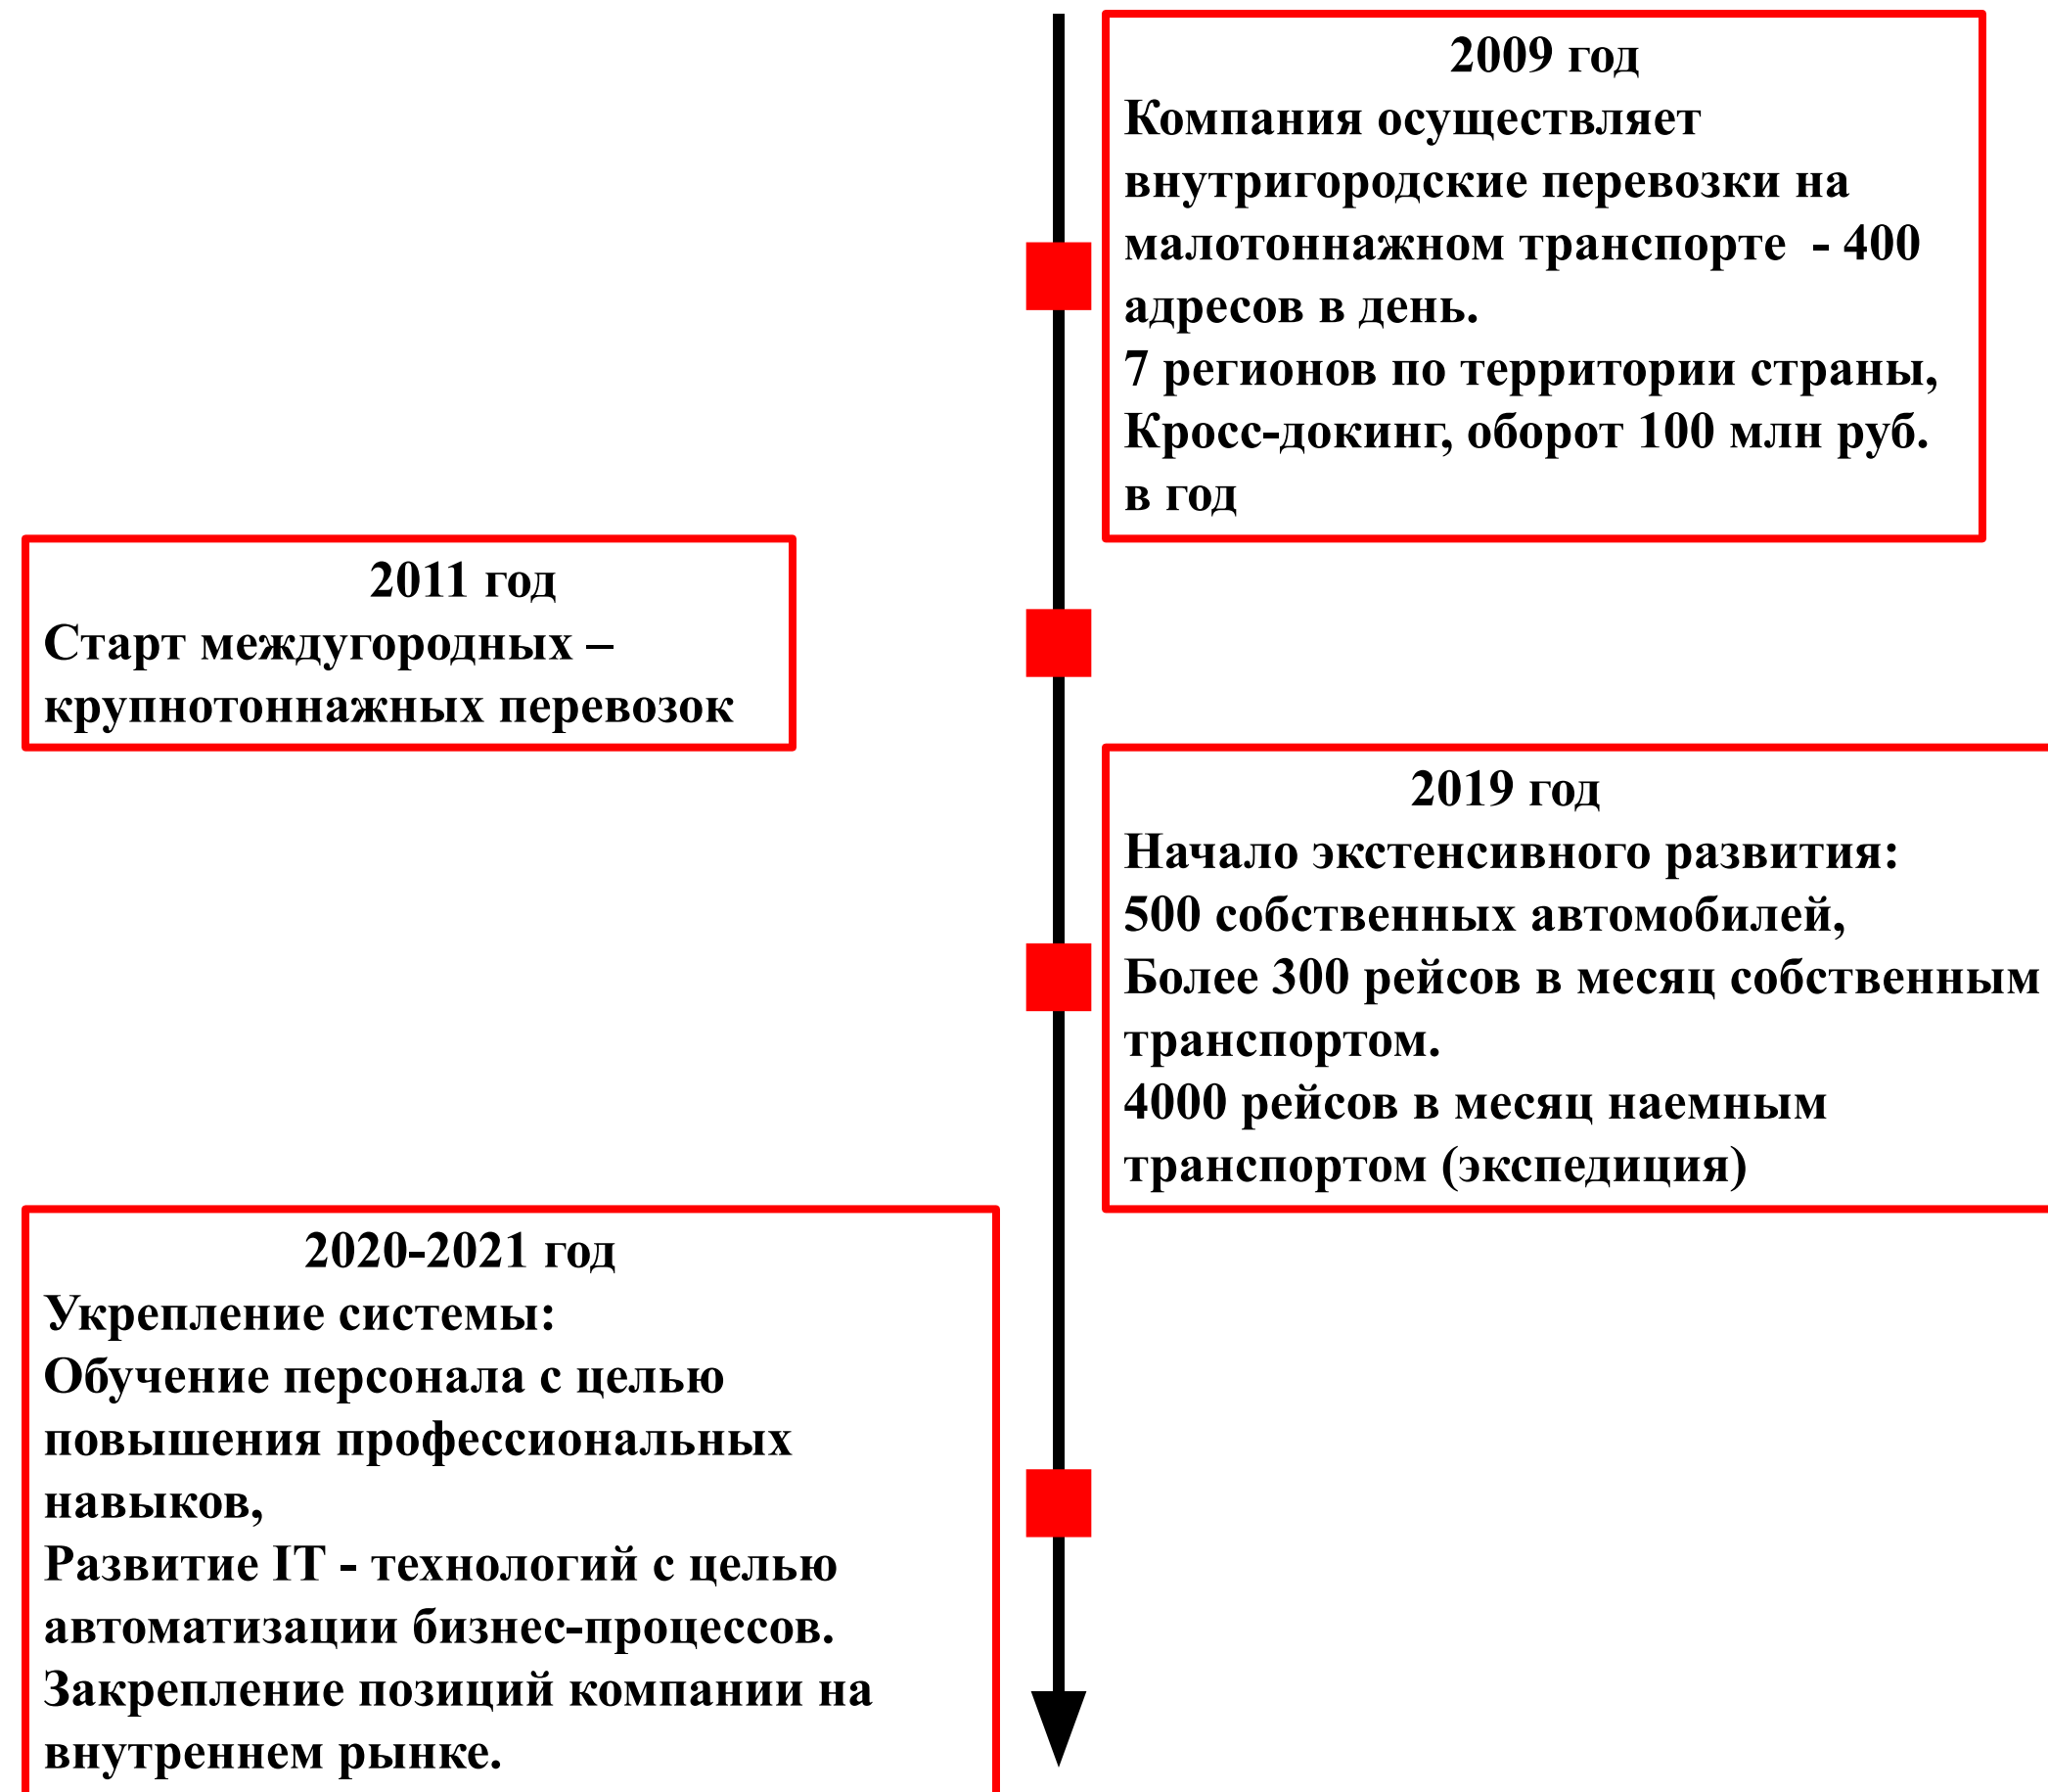 2009 год
Компания осуществляет
внутригородские перевозки на
малотоннажном транспорте  - 400
адресов в день.
7 регионов по территории страны,
Кросс-докинг, оборот 100 млн руб.
в год
2011 год
Старт междугородных –
крупнотоннажных перевозок
2019 год
Начало экстенсивного развития:
500 собственных автомобилей,
Более 300 рейсов в месяц собственным
транспортом.
4000 рейсов в месяц наемным
транспортом (экспедиция)
2020-2021 год
Укрепление системы:
Обучение персонала с целью
повышения профессиональных
навыков,
Развитие IT - технологий с целью
автоматизации бизнес-процессов.
Закрепление позиций компании на
внутреннем рынке.